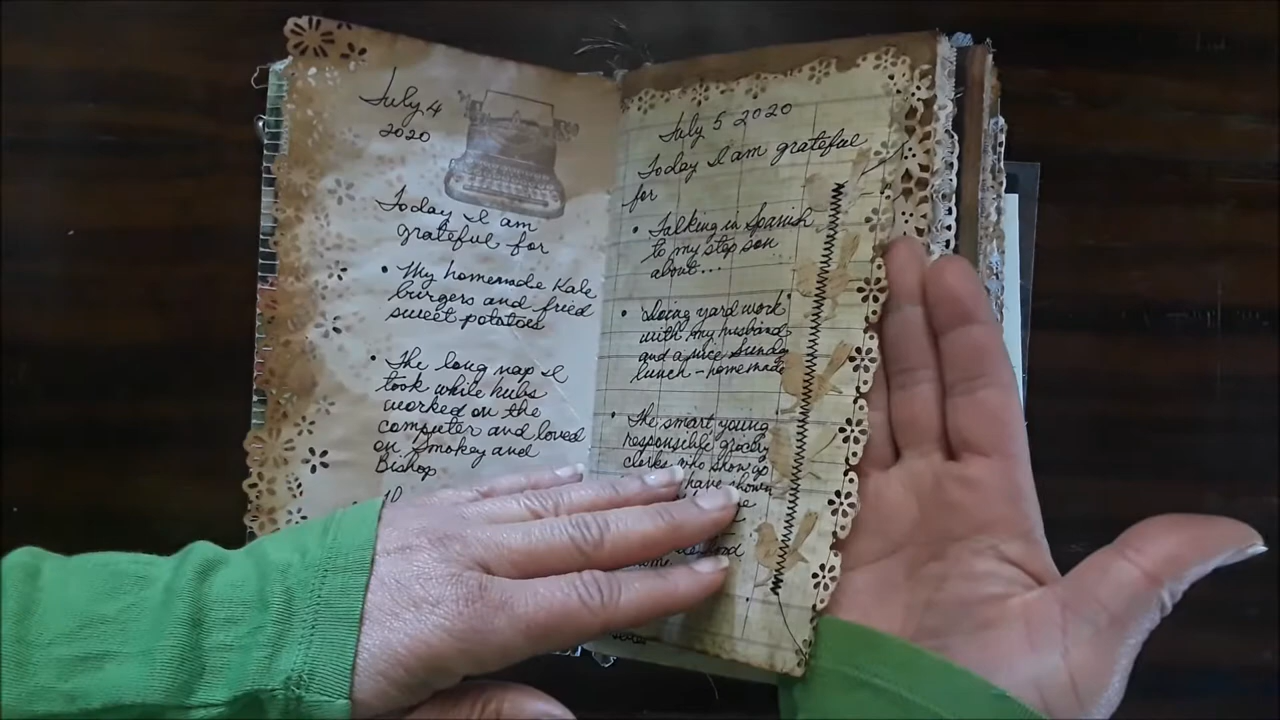 July 4
2020
Today I am
grateful for
• My homemade Kale
burgers and fried
sweet potatoes
• The long nap I
took while hubs
worked on the
computer and loved
on Smokey and
Bishop
July 5 2020
Today I am grateful
for
• Talking in Spanish
to my step son
about...
• Doing yard work
with my husband
and a nice Sunday
lunch - homemade
• The smart young
responsible grocery
clerks who show up
have shown